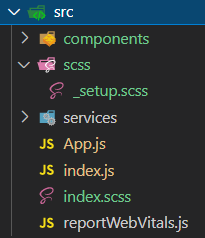 src
components
scss
_setup.scss
services
JS App.js
JS index.js
index.scss
JS reportWebVitals.js